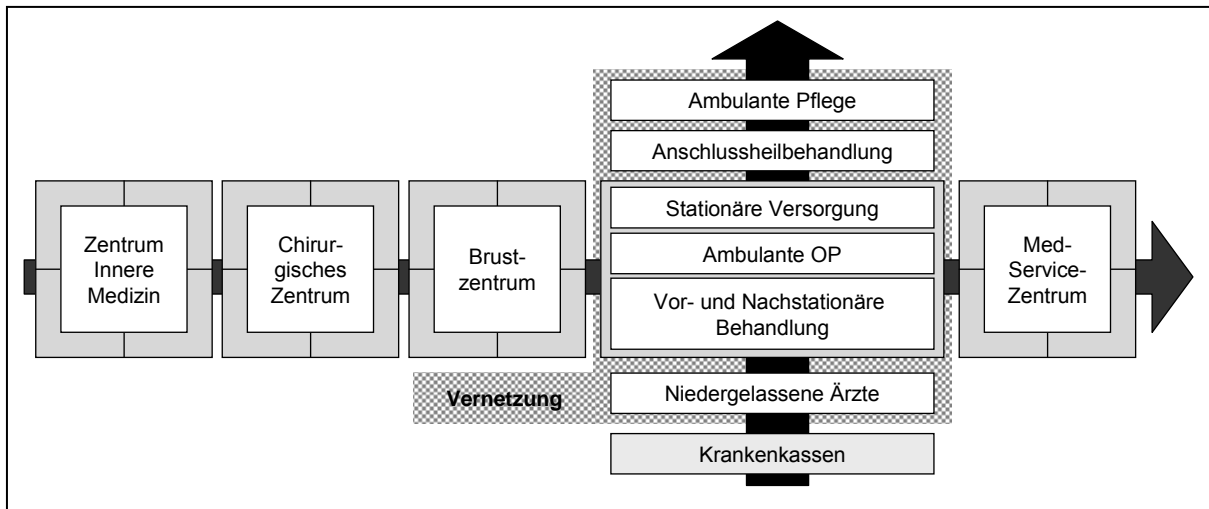 Ambulante Pflege
Anschlussheilbehandlung
Zentrum
Innere
Medizin
Chirur-
gisches
Zentrum
Brust-
zentrum
Stationäre Versorgung
Ambulante OP
Vor- und Nachstationäre
Behandlung
Med-
Service-
Zentrum
Vernetzung
Niedergelassene Ärzte
Krankenkassen